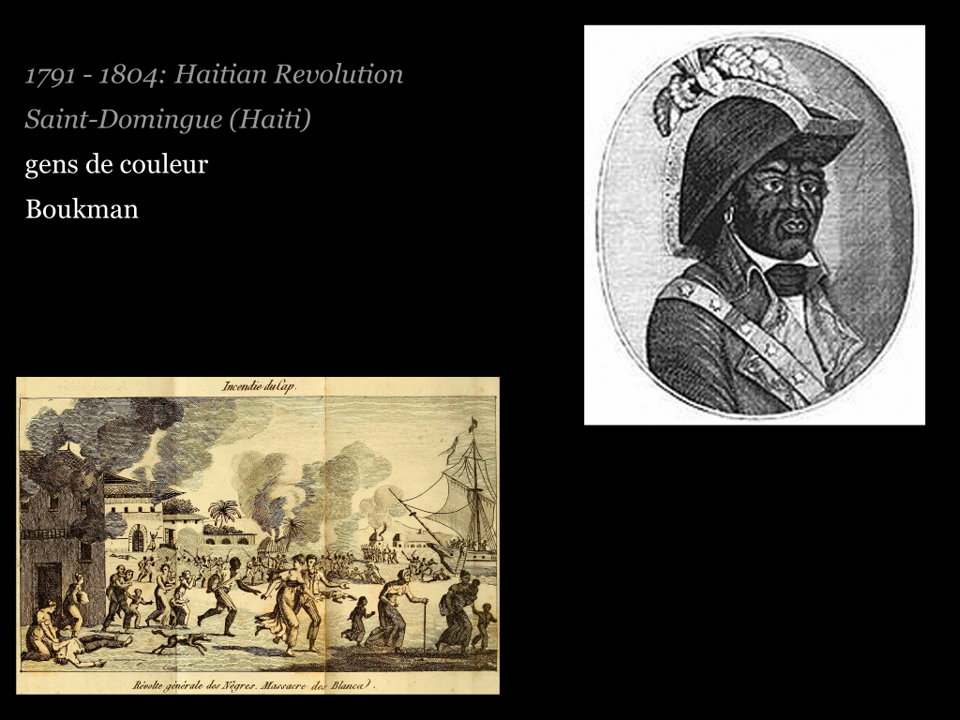 1791 - 1804: Haitian Revolution
Saint-Domingue (Haiti)
gens de couleur
Boukman
Incendie du Cap.
Révolte générale des Nègres. Massacre des Blancs.